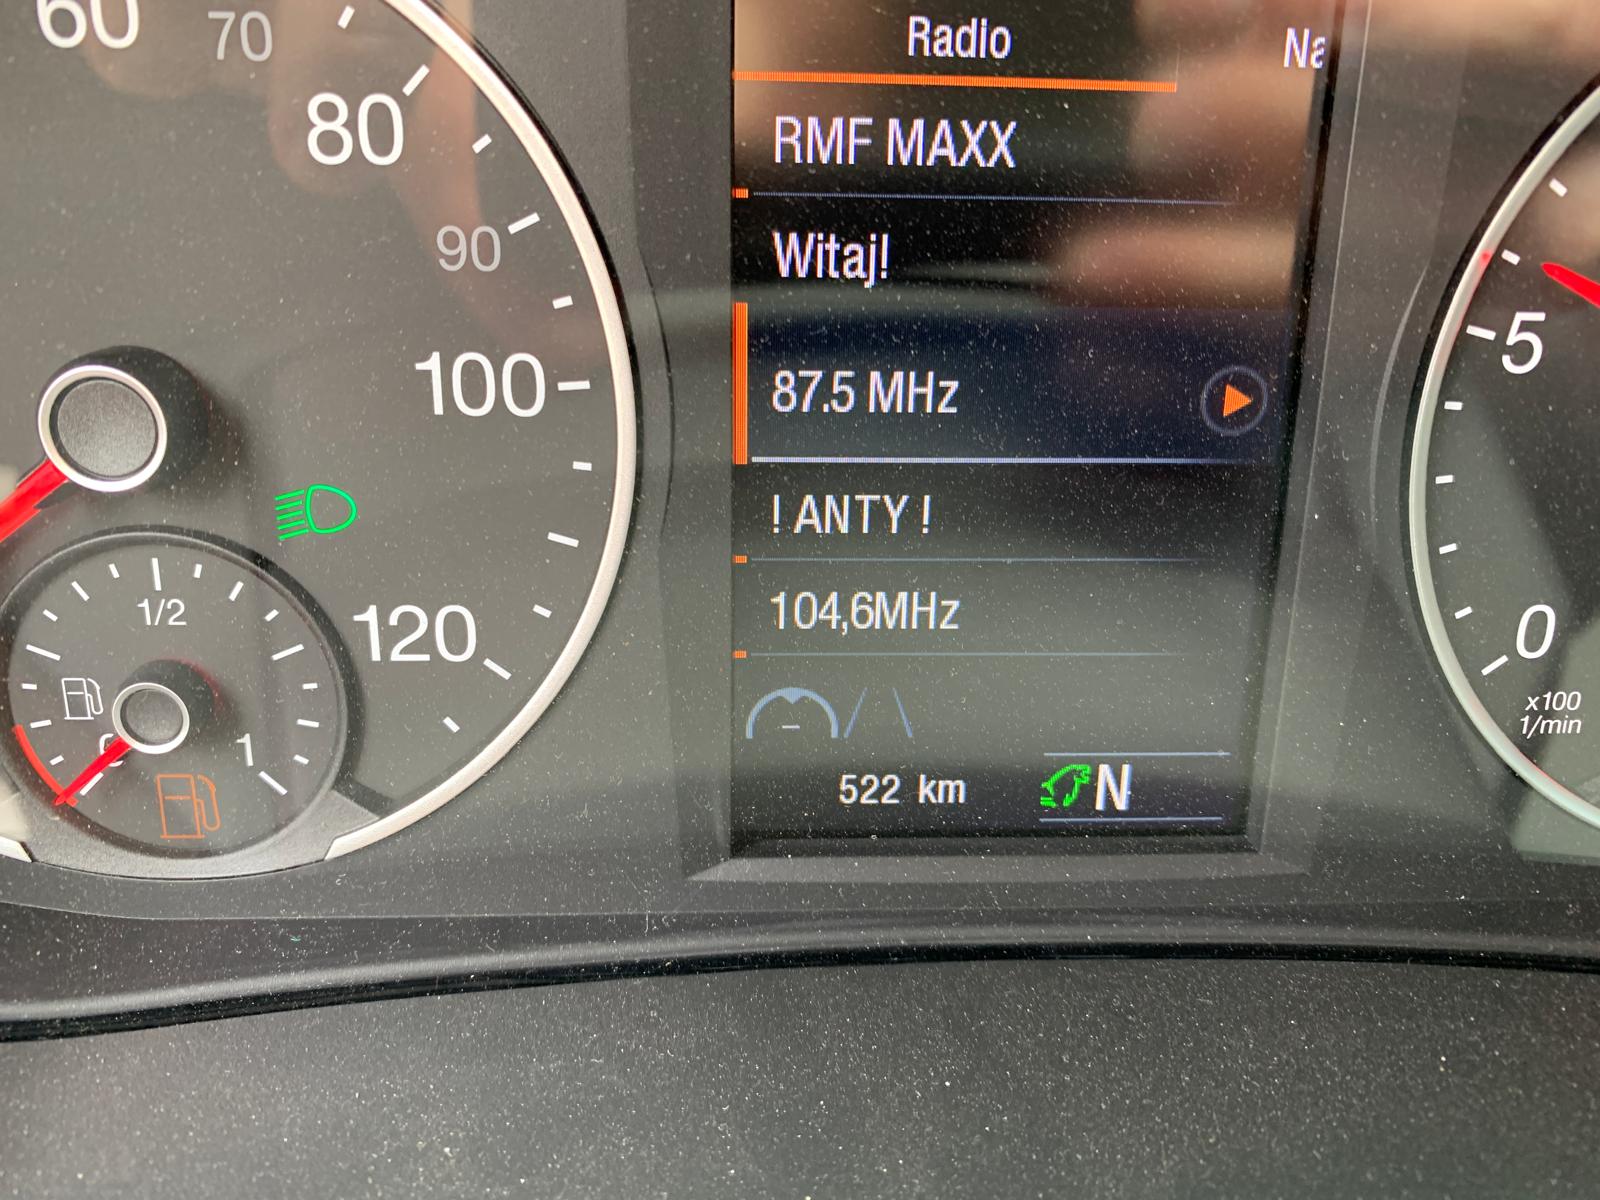 60
70
80
90
100
120
1/2
1
Radio
RMF MAXX
Witaj!
87.5 MHz
! ANTY !
104,6MHz
522 km
N
5
0
x100
1/min